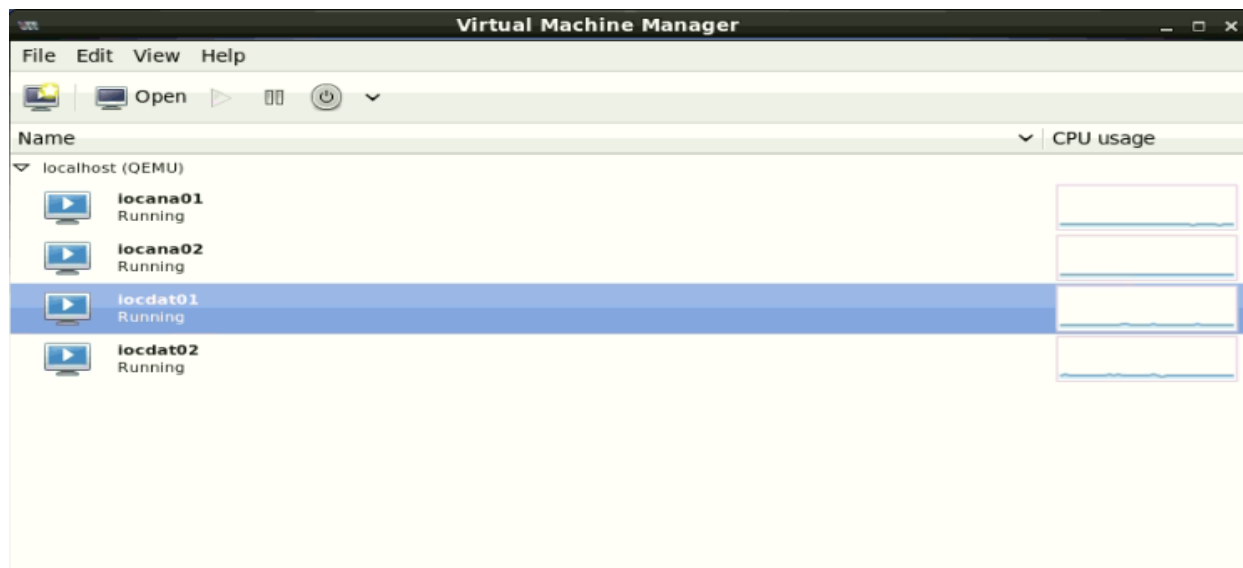 Virtual Machine Manager
File Edit View Help
Open
Name CPU usage
localhost (QEMU)
iocana01
Running
iocana02
Running
iocdat01
Running
iocdat02
Running